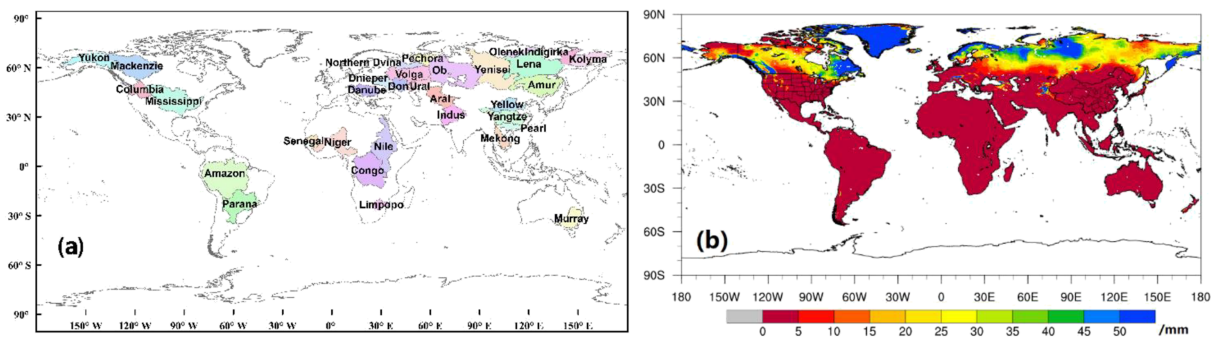 90° N
60° N
30° N
0°
30° S
60° S
90° S
150° W 120° W 90° W 60° W 30° W 0° 30° E 60° E 90° E 120° E 150° E
Yukon
Mackenzie
Columbia
Mississippi
Amazon
Parana
Northern Dvina
Pechora
Dnieper
Volga
Ob
Danube
Don
Ural
Aral
Indus
Yenisei
Olenek
Indigirka
Lena
Kolyma
Amur
Yellow
Yangtze
Pearl
Mekong
Senegal
Niger
Nile
Congo
Limpopo
Murray
(a)
90N
60N
30N
0
30S
60S
90S
(b)
180 150W 120W 90W 60W 30W 0 30E 60E 90E 120E 150E 180
0 5 10 15 20 25 30 35 40 45 50 /mm